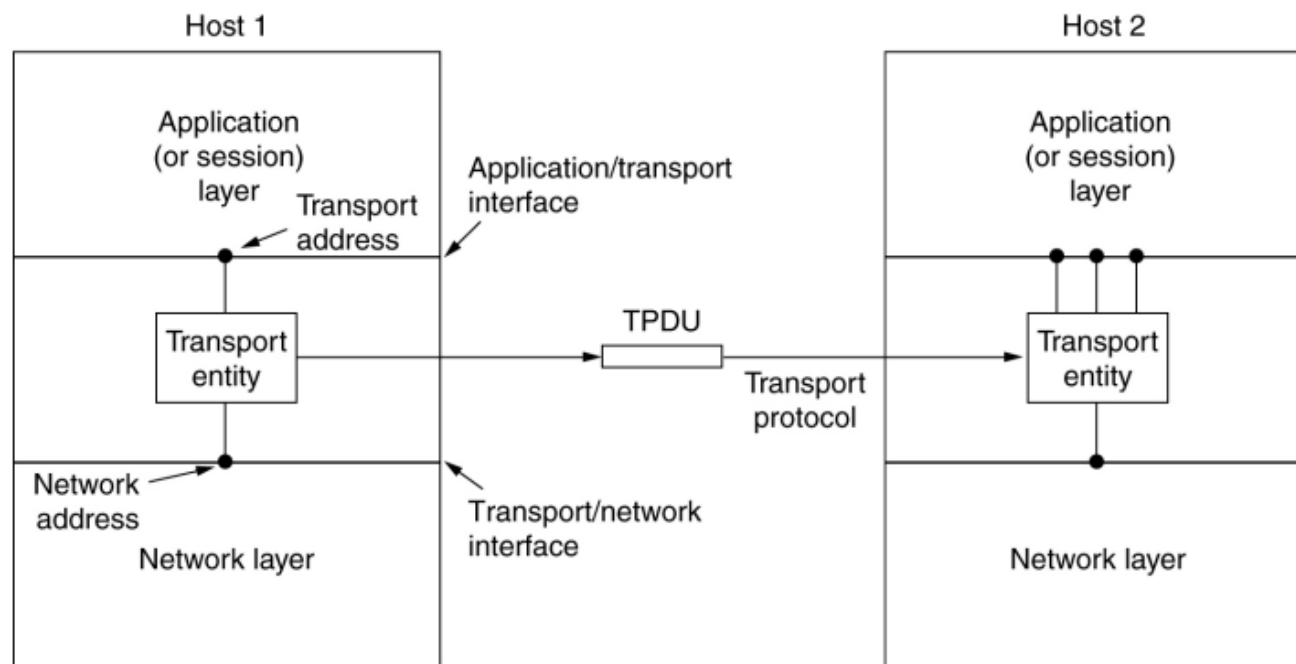 Host 1
Host 2
Application
(or session)
layer
Transport
address
Application/transport
interface
Application
(or session)
layer
Transport
entity
TPDU
Transport
protocol
Transport
entity
Network
address
Transport/network
interface
Network layer
Network layer